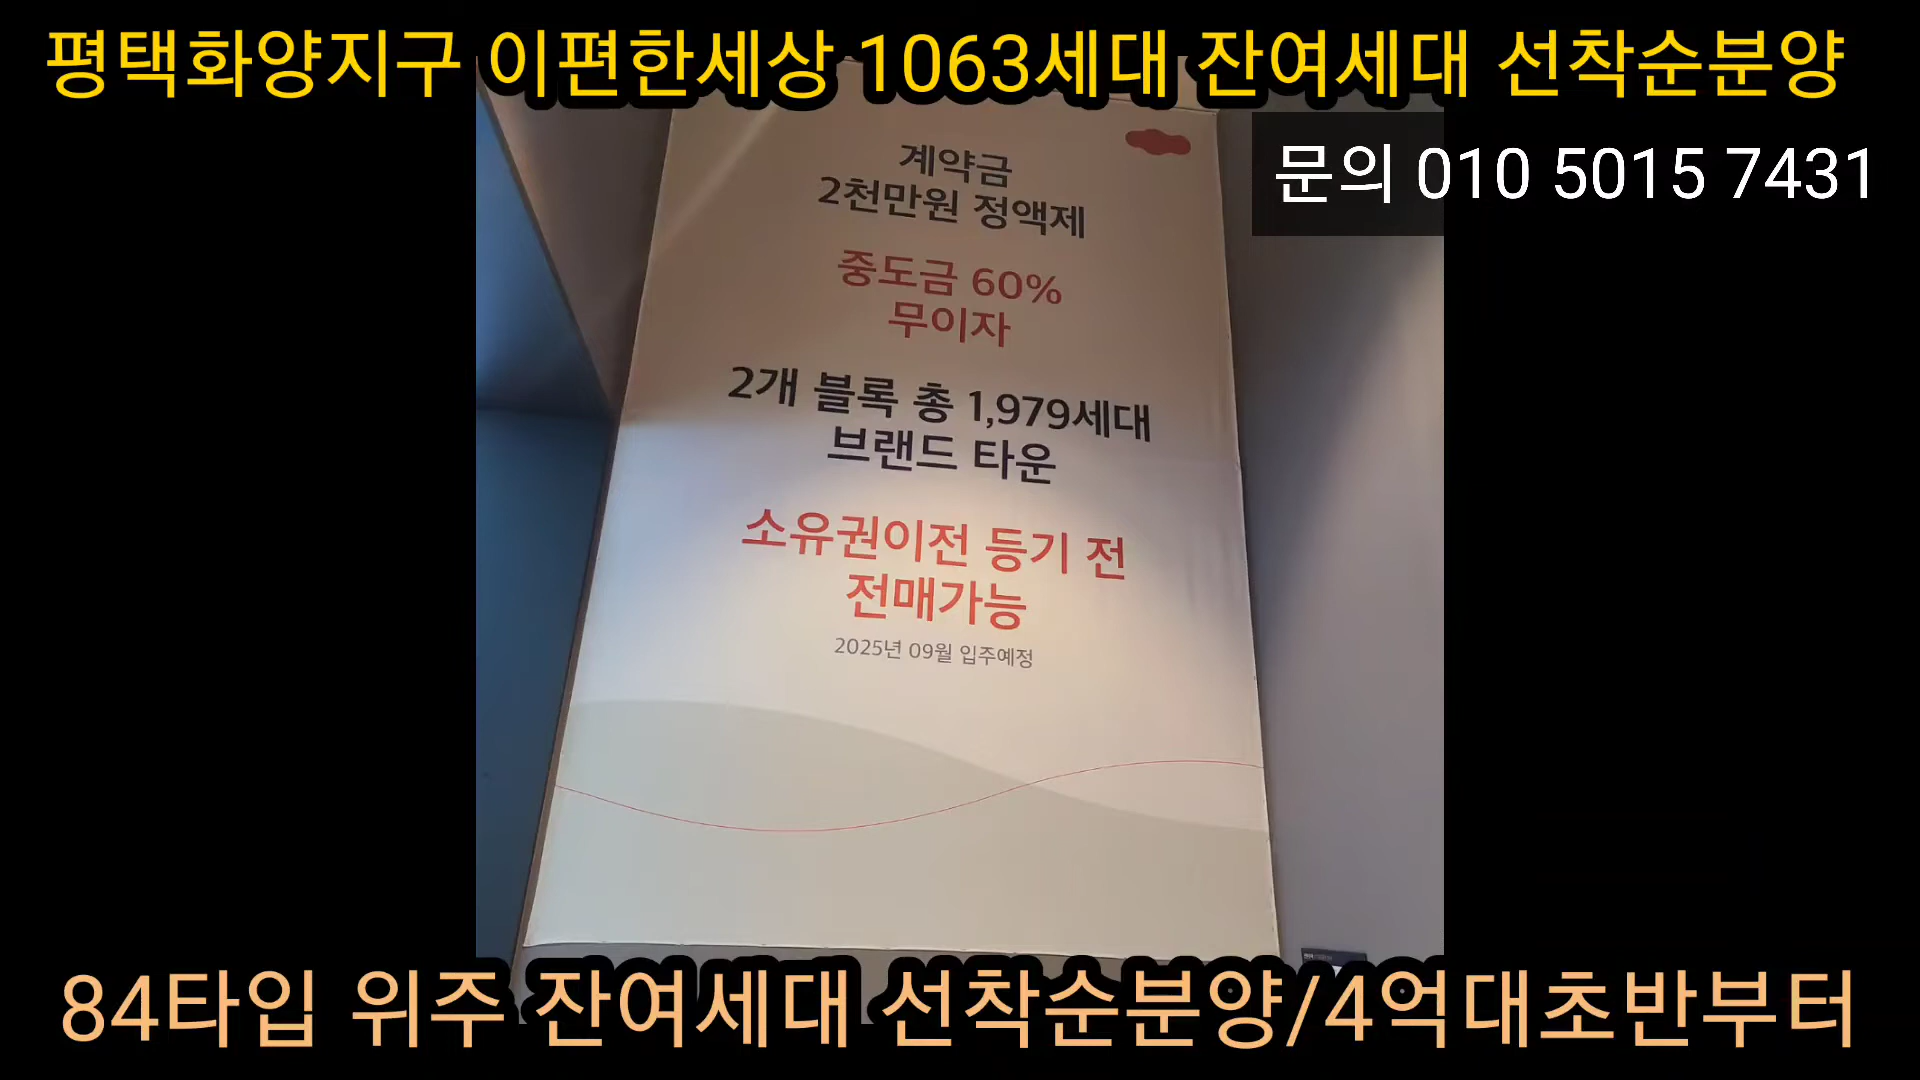 평택화양지구 이편한세상 1063세대 잔여세대 선착순분양
문의 010 5015 7431
계약금
2천만원 정액제
중도금 60%
무이자
2개 블록 총 1,979세대
브랜드 타운
소유권이전 등기 전
전매가능
2025년 09월 입주예정
84타입 위주 잔여세대 선착순분양/4억대초반부터